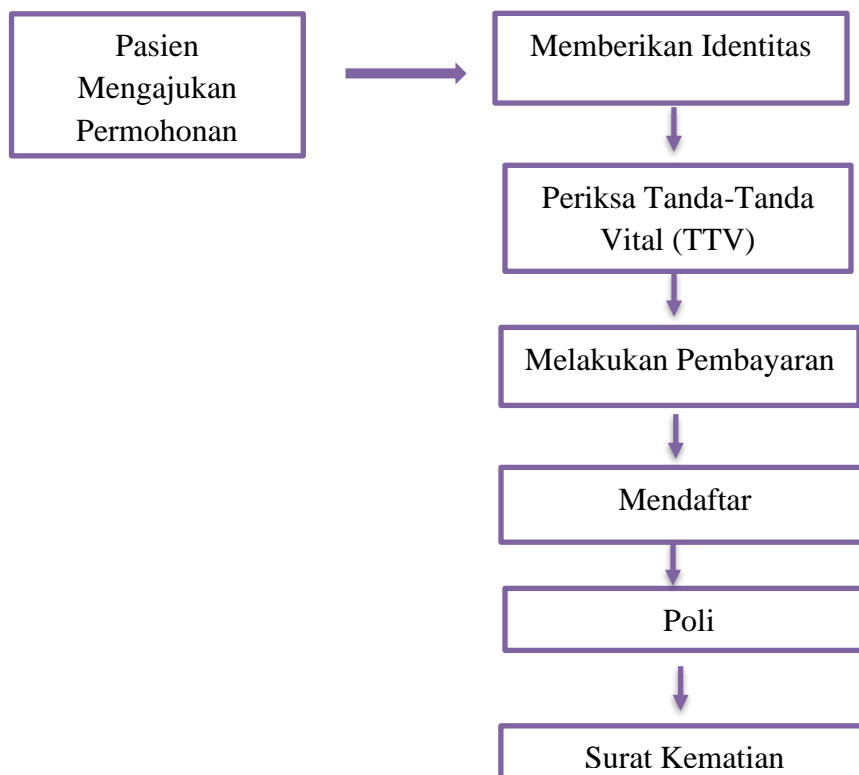 Pasien
Mengajukan
Permohonan
Memberikan Identitas
Periksa Tanda-Tanda
Vital (TTV)
Melakukan Pembayaran
Mendaftar
Poli
Surat Kematian